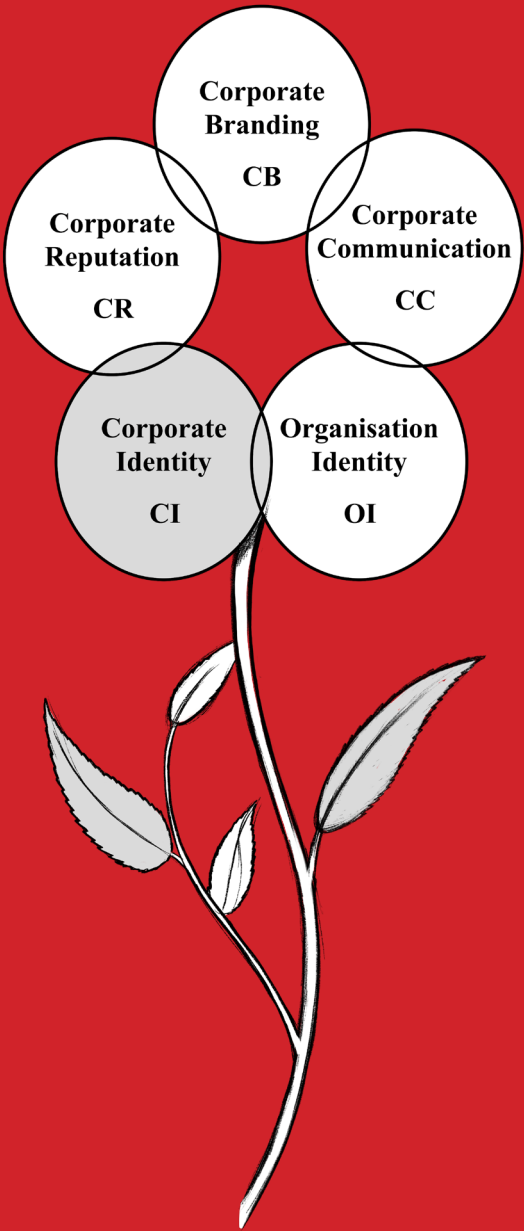 Corporate
Branding
CB
Corporate
Reputation
CR
Corporate
Communication
CC
Corporate
Identity
CI
Organisation
Identity
OI